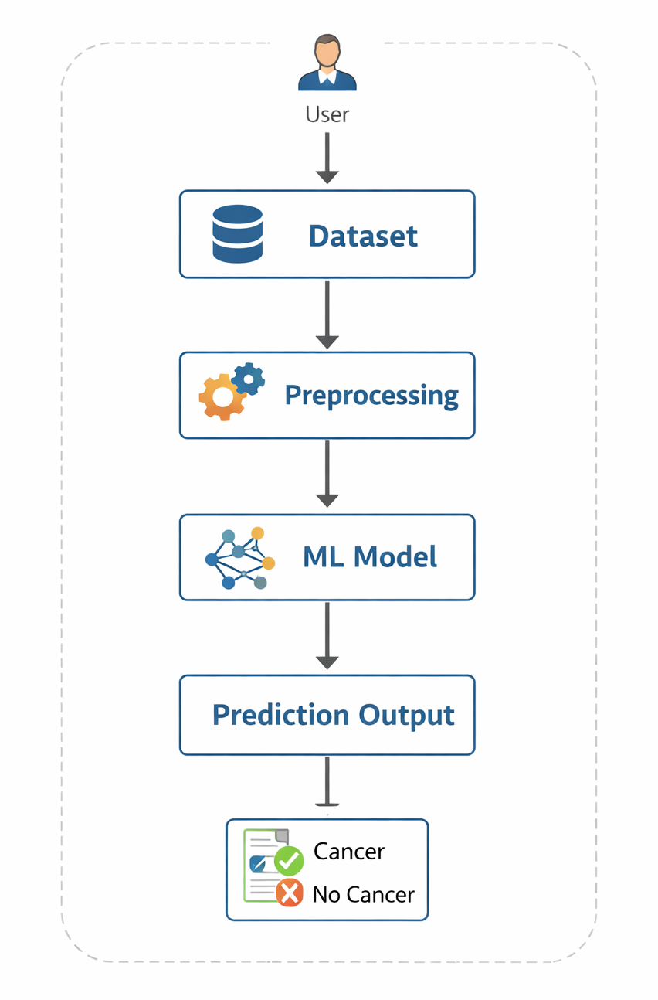 User
Dataset
Preprocessing
ML Model
Prediction Output
Cancer
No Cancer